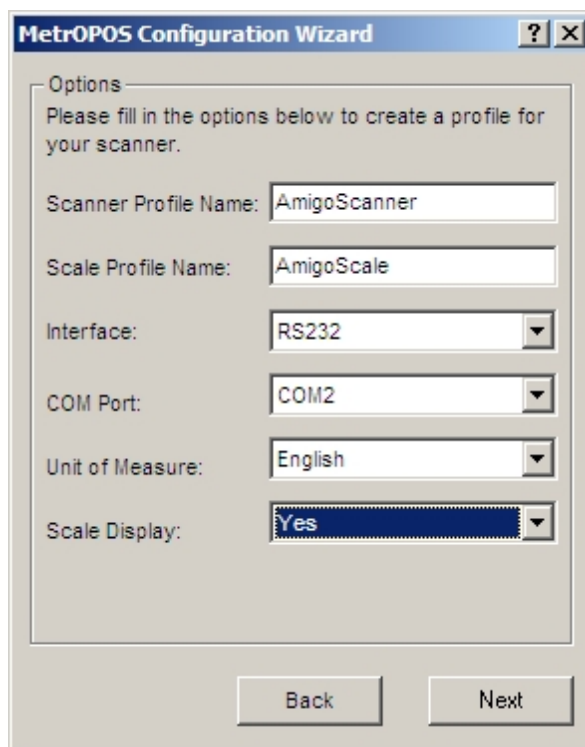 MetrOPOS Configuration Wizard
Options
Please fill in the options below to create a profile for
your scanner.
Scanner Profile Name: AmigoScanner
Scale Profile Name: AmigoScale
Interface: RS232
COM Port: COM2
Unit of Measure: English
Scale Display: Yes
Back Next